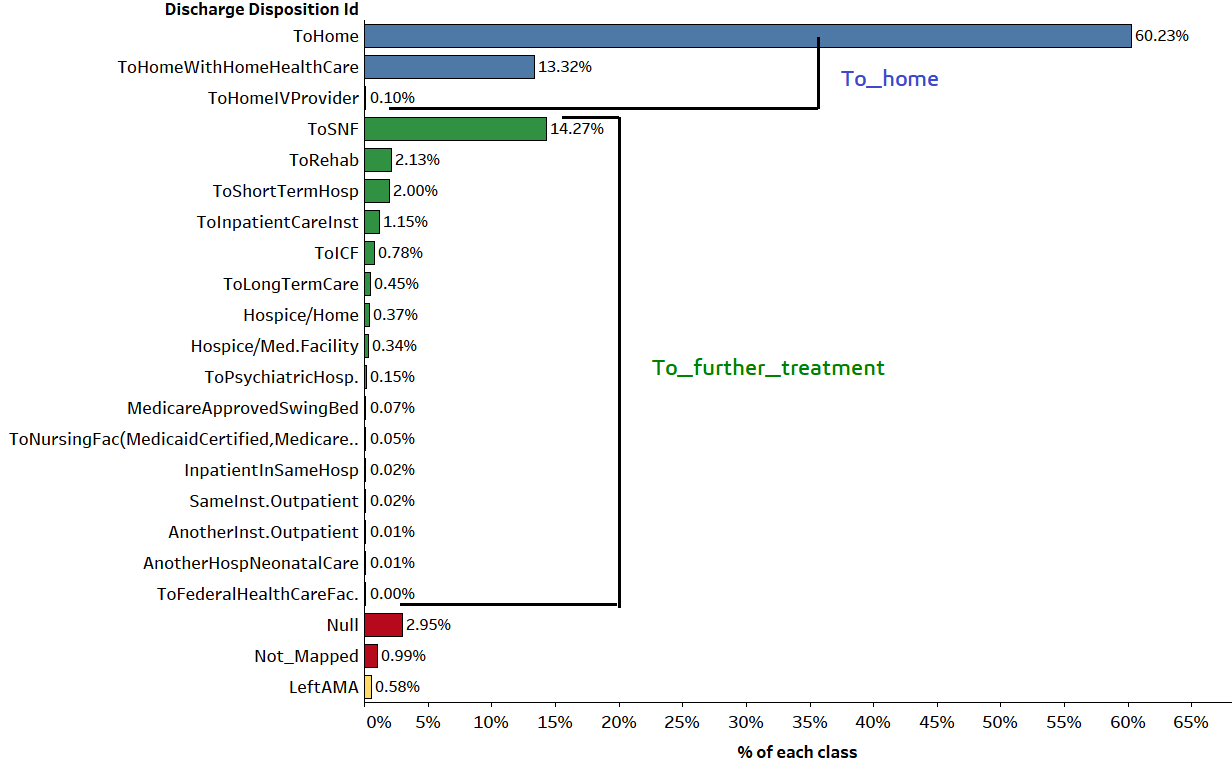 Discharge Disposition Id
ToHome 60.23%
ToHomeWithHomeHealthCare 13.32%
To_home
ToHomeIVProvider 0.10%
ToSNF 14.27%
ToRehab 2.13%
ToShortTermHosp 2.00%
ToInpatientCareInst 1.15%
ToICF 0.78%
ToLongTermCare 0.45%
Hospice/Home 0.37%
Hospice/Med.Facility 0.34%
To_further_treatment
ToPsychiatricHosp. 0.15%
MedicareApprovedSwingBed 0.07%
ToNursingFac(MedicaidCertified,Medicare.. 0.05%
InpatientInSameHosp 0.02%
SameInst.Outpatient 0.02%
AnotherInst.Outpatient 0.01%
AnotherHospNeonatalCare 0.01%
ToFederalHealthCareFac. 0.00%
Null 2.95%
Not_Mapped 0.99%
LeftAMA 0.58%
0% 5% 10% 15% 20% 25% 30% 35% 40% 45% 50% 55% 60% 65%
% of each class